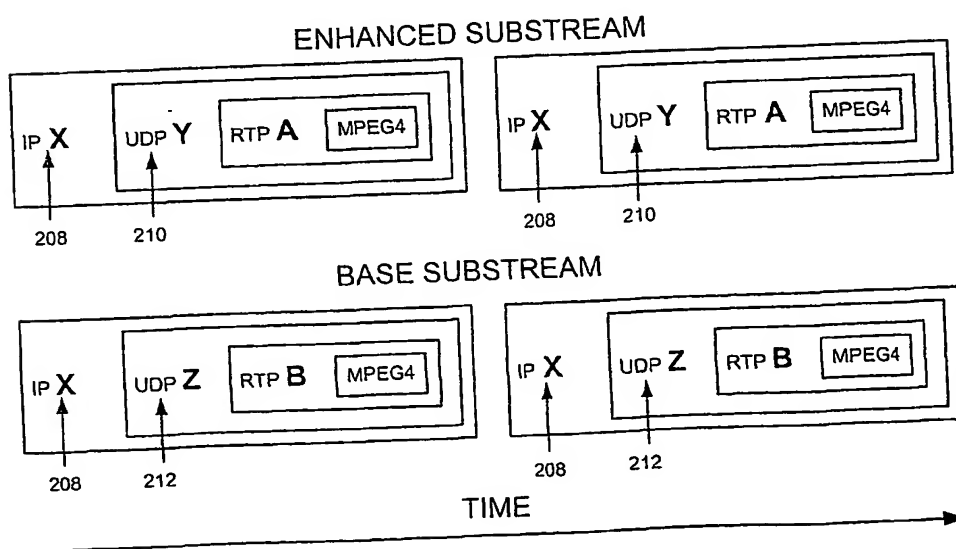 ENHANCED SUBSTREAM
IP X UDP Y RTP A MPEG4 IP X UDP Y RTP A MPEG4
208 210 208 210
BASE SUBSTREAM
IP X UDP Z RTP B MPEG4 IP X UDP Z RTP B MPEG4
208 212 208 212
TIME